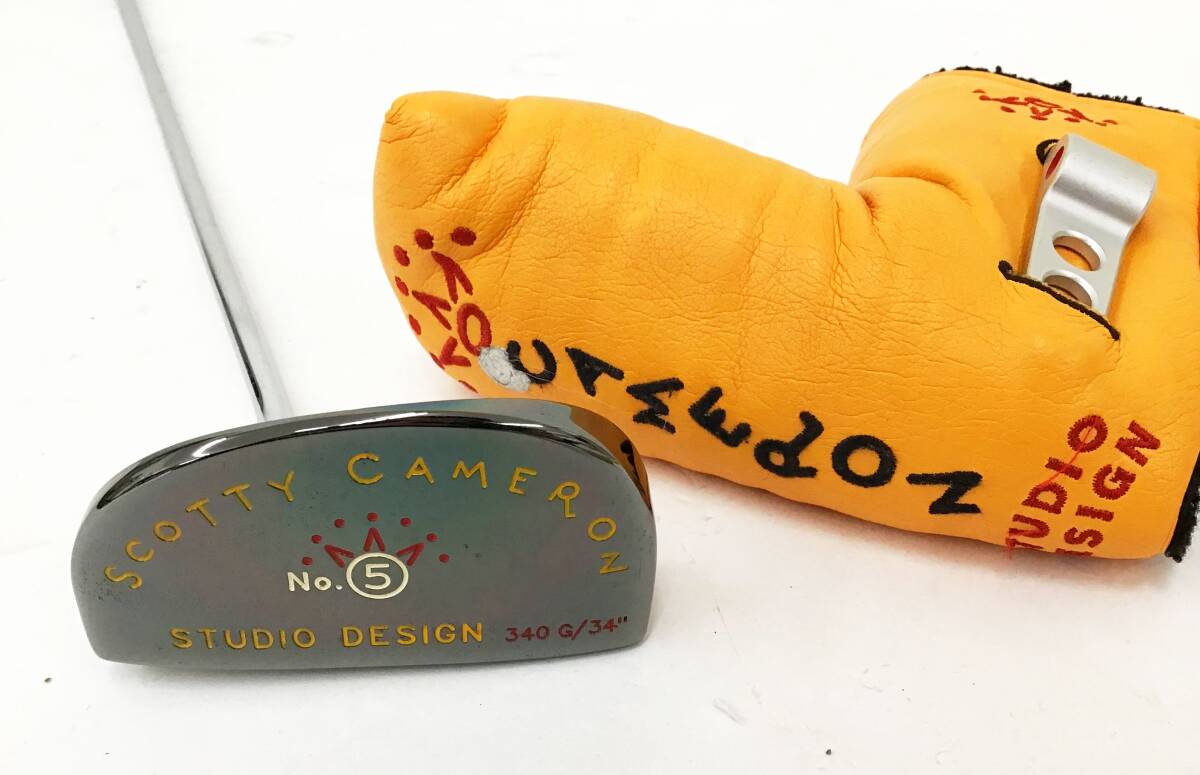 SCOTTY CAMERON
No. 5
STUDIO DESIGN 340 G/34"
CAMERON
STUDIO
DESIGN